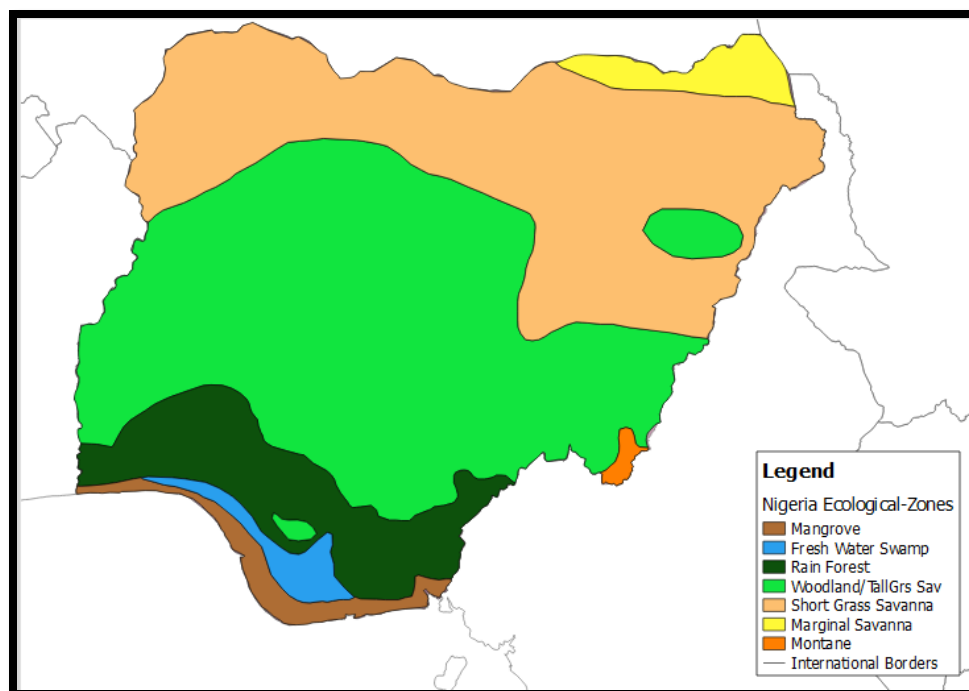 Legend
Nigeria Ecological-Zones
Mangrove
Fresh Water Swamp
Rain Forest
Woodland/TallGrs Sav
Short Grass Savanna
Marginal Savanna
Montane
International Borders